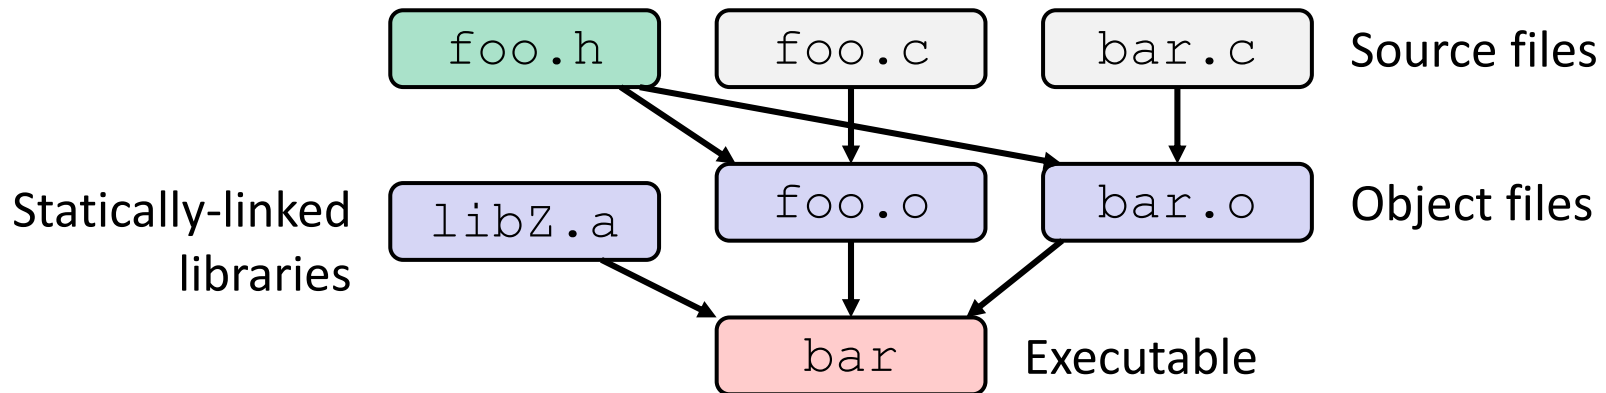 foo.h foo.c bar.c Source files
Statically-linked
libraries
libZ.a foo.o bar.o Object files
bar Executable